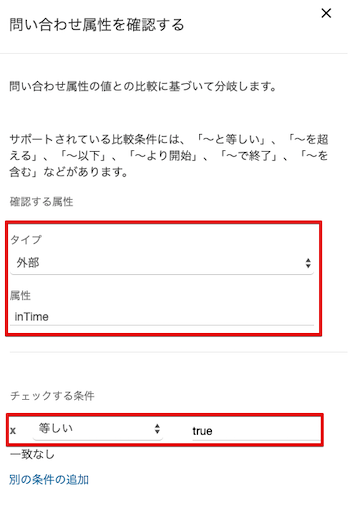 問い合わせ属性を確認する
問い合わせ属性の値との比較に基づいて分岐します。
サポートされている比較条件には、「〜と等しい」、「〜を超
える」、「〜以下」、「〜より開始」、「〜で終了」、「〜を
含む」などがあります。
確認する属性
タイプ
外部
属性
inTime
チェックする条件
x 等しい true
一致なし
別の条件の追加